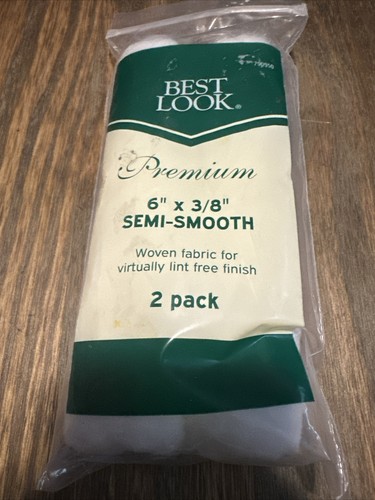 BEST
LOOK®
Premium
6" x 3/8"
SEMI-SMOOTH
Woven fabric for
virtually lint free finish
2 pack